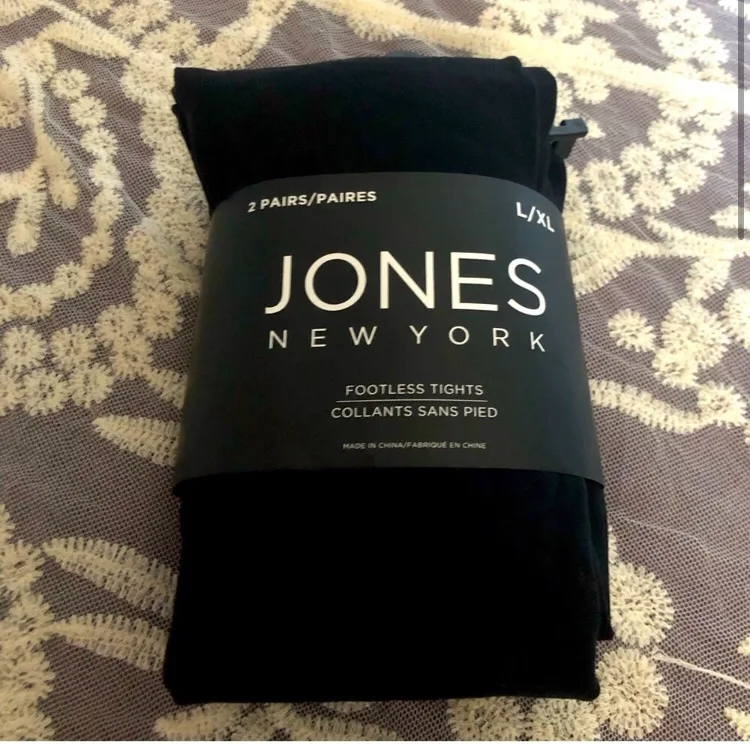 2 PAIRS/PAIRES
L/XL
JONES
NEW YORK
FOOTLESS TIGHTS
COLLANTS SANS PIED
MADE IN CHINA/FABRIQUÉ EN CHINE